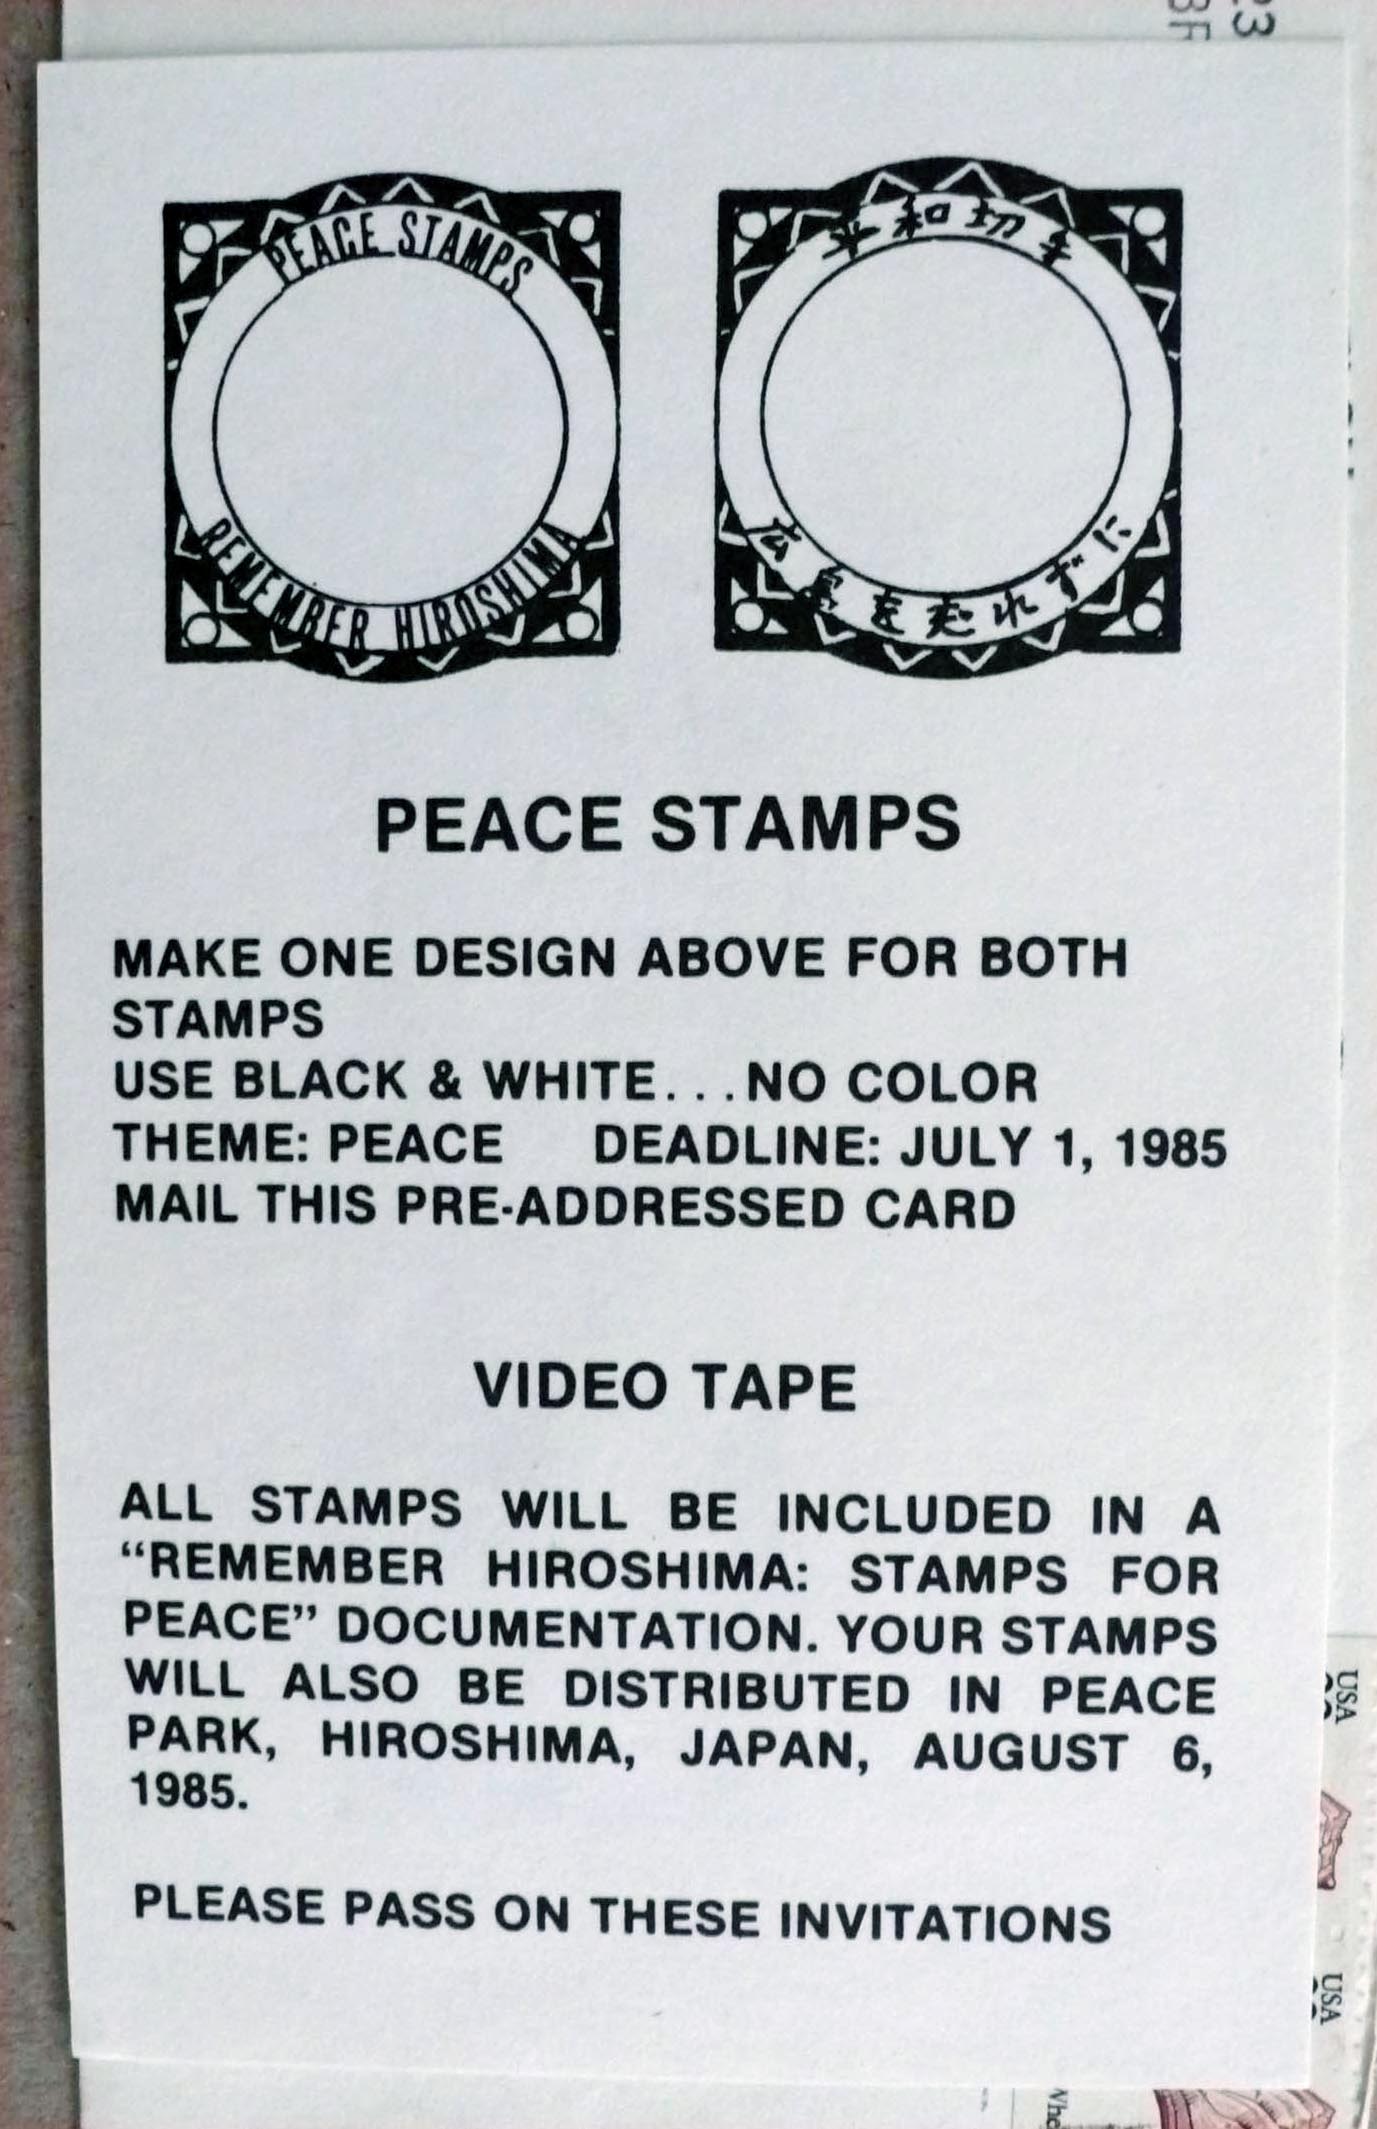 23
BF
PEACE STAMPS
REMEMBER HIROSHIMA
平和切手
広島を忘れずに
PEACE STAMPS
MAKE ONE DESIGN ABOVE FOR BOTH
STAMPS
USE BLACK & WHITE...NO COLOR
THEME: PEACE DEADLINE: JULY 1, 1985
MAIL THIS PRE-ADDRESSED CARD
VIDEO TAPE
ALL STAMPS WILL BE INCLUDED IN A
“REMEMBER HIROSHIMA: STAMPS FOR
PEACE” DOCUMENTATION. YOUR STAMPS
WILL ALSO BE DISTRIBUTED IN PEACE
PARK, HIROSHIMA, JAPAN, AUGUST 6,
1985.
PLEASE PASS ON THESE INVITATIONS
USA
USA